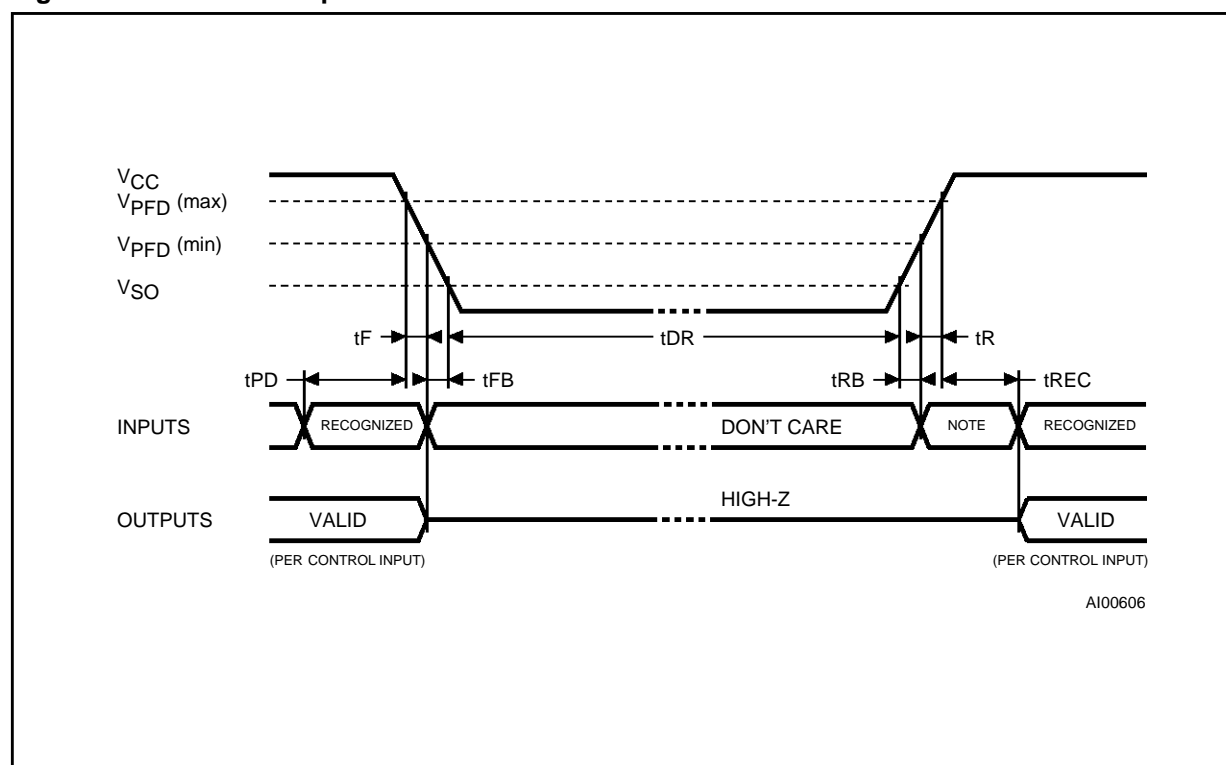 VCC
VPFD (max)
VPFD (min)
VSO
tF
tDR
tR
tPD
tFB
tRB
tREC
INPUTS
RECOGNIZED
DON'T CARE
NOTE
RECOGNIZED
OUTPUTS
VALID
HIGH-Z
VALID
(PER CONTROL INPUT)
(PER CONTROL INPUT)
AI00606